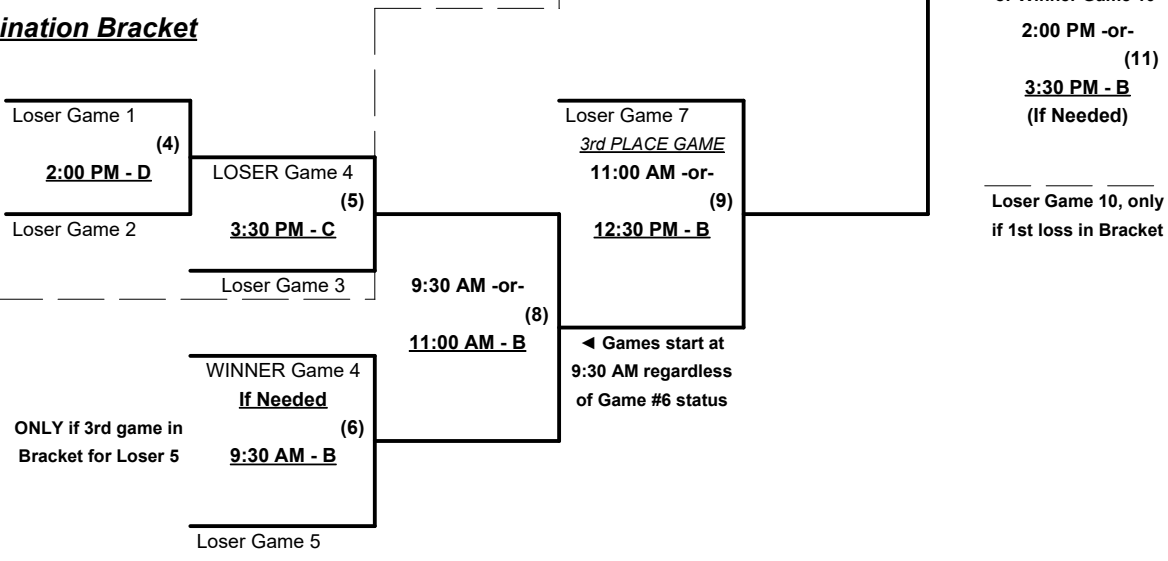 ination Bracket
2:00 PM -or-
(11)
3:30 PM - B
(If Needed)
Loser Game 10, only
if 1st loss in Bracket
Loser Game 1
(4)
2:00 PM - D
Loser Game 2
LOSER Game 4
(5)
3:30 PM - C
Loser Game 3
Loser Game 7
3rd PLACE GAME
11:00 AM -or-
(9)
12:30 PM - B
9:30 AM -or-
(8)
11:00 AM - B
◄ Games start at
9:30 AM regardless
of Game #6 status
WINNER Game 4
If Needed
(6)
9:30 AM - B
ONLY if 3rd game in
Bracket for Loser 5
Loser Game 5